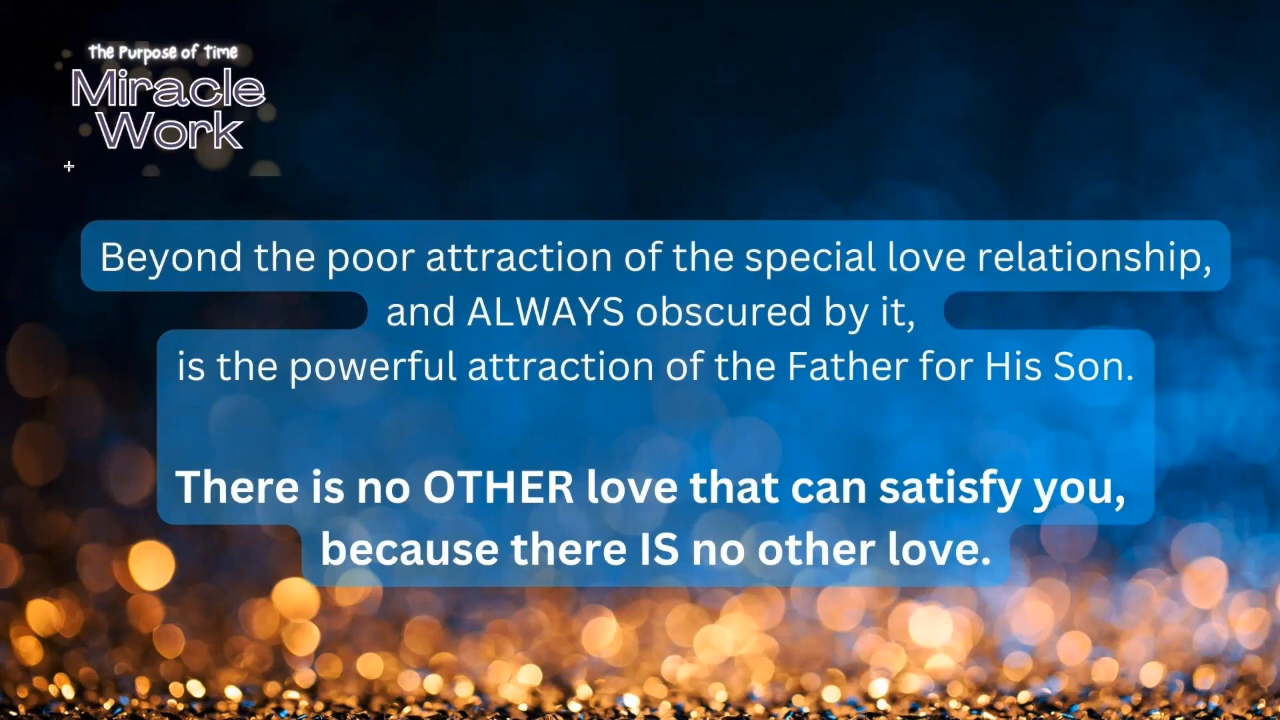 the Purpose of Time
Miracle
Work
Beyond the poor attraction of the special love relationship,
and ALWAYS obscured by it,
is the powerful attraction of the Father for His Son.
There is no OTHER love that can satisfy you,
because there IS no other love.